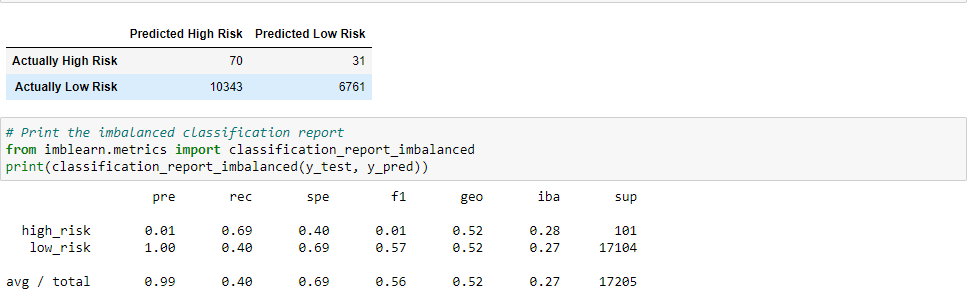 Predicted High Risk Predicted Low Risk
Actually High Risk 70 31
Actually Low Risk 10343 6761
# Print the imbalanced classification report
from imblearn.metrics import classification_report_imbalanced
print(classification_report_imbalanced(y_test, y_pred))
pre rec spe f1 geo iba sup
high_risk 0.01 0.69 0.40 0.01 0.52 0.28 101
low_risk 1.00 0.40 0.69 0.57 0.52 0.27 17104
avg / total 0.99 0.40 0.69 0.56 0.52 0.27 17205